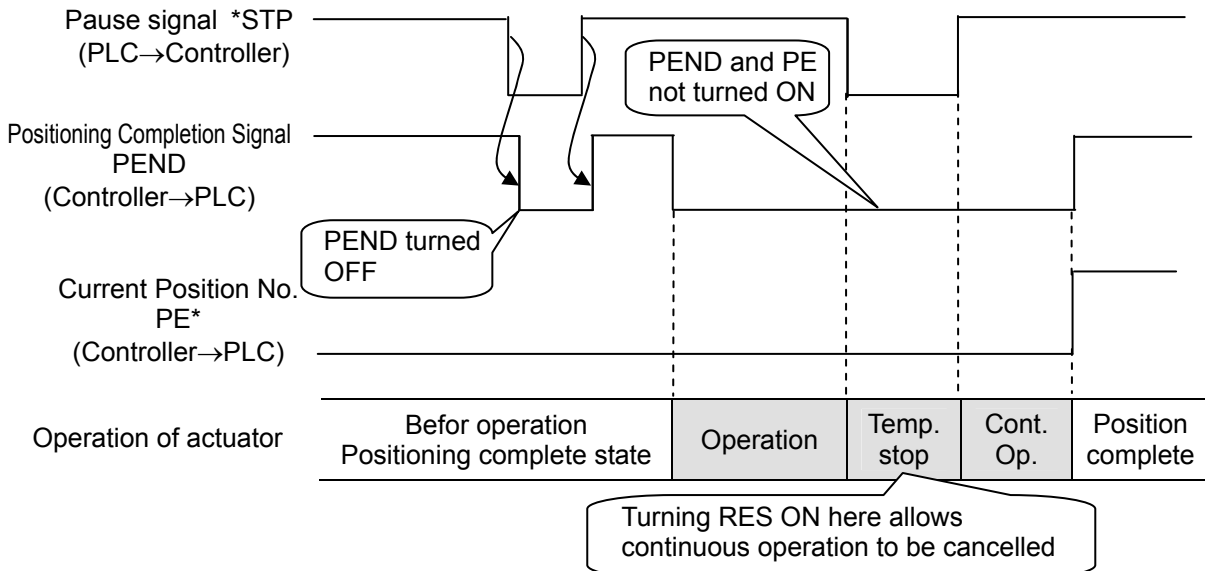 Pause signal *STP
(PLC→Controller)
PEND and PE
not turned ON
Positioning Completion Signal
PEND
(Controller→PLC)
PEND turned
OFF
Current Position No.
PE*
(Controller→PLC)
Operation of actuator
Befor operation
Positioning complete state
Operation
Temp.
stop
Cont.
Op.
Position
complete
Turning RES ON here allows
continuous operation to be cancelled